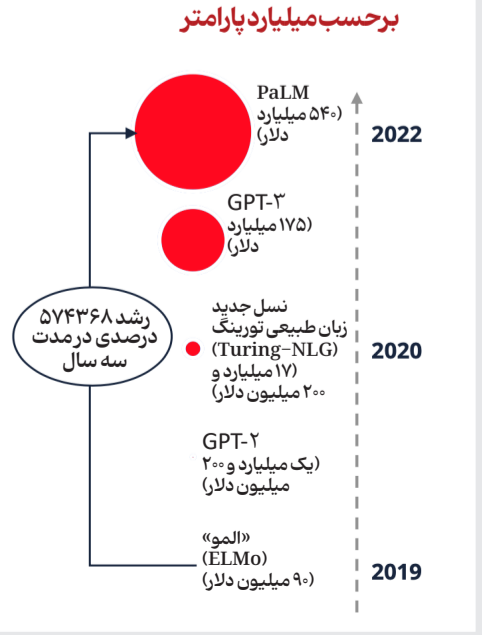 برحسب میلیارد پارامتر
PaLM
(۵۴۰ میلیارد
دلار)
2022
GPT-۳
(۱۷۵ میلیارد
دلار)
رشد ۵۷۴۳۶۸
درصدی در مدت
سه سال
نسل جدید
زبان طبیعی تورینگ
(Turing-NLG)
(۱۷ میلیارد و
۲۰۰ میلیون دلار)
2020
GPT-۲
(یک میلیارد و ۲۰۰
میلیون دلار)
«المو»
(ELMo)
(۹۰ میلیون دلار)
2019